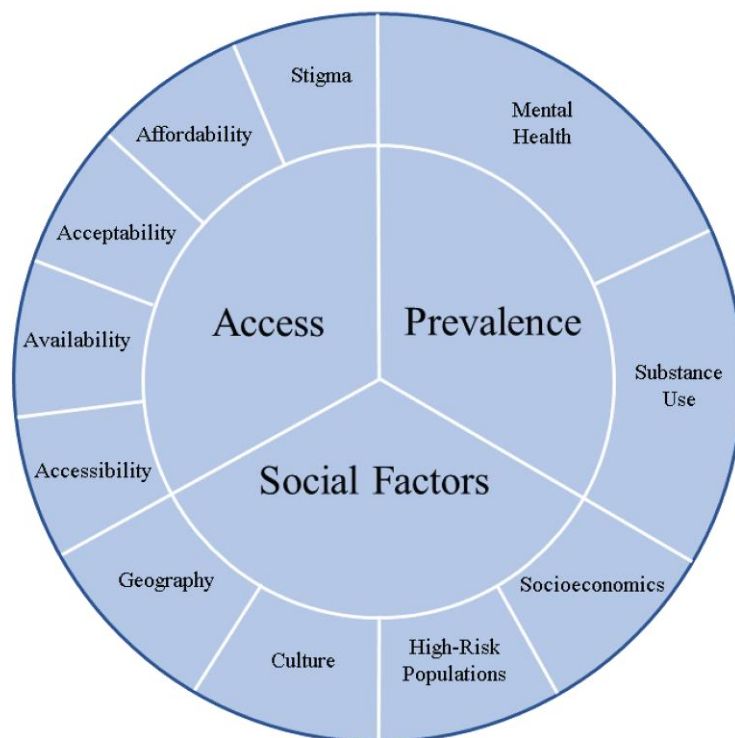 Stigma
Mental
Health
Affordability
Acceptability
Access
Prevalence
Availability
Substance
Use
Accessibility
Social Factors
Geography
Socioeconomics
Culture
High-Risk
Populations